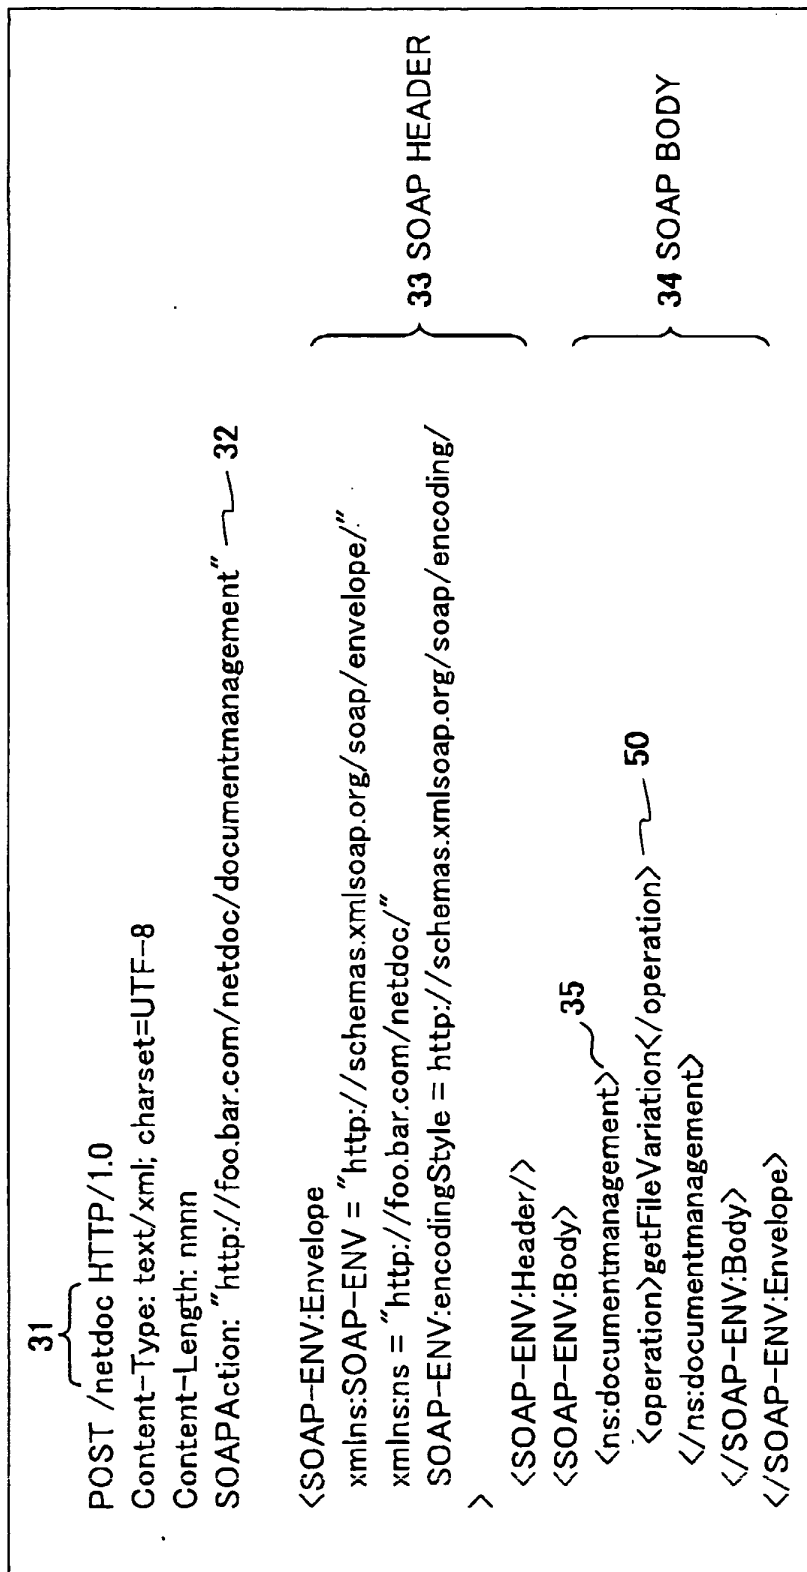 31
POST /netdoc HTTP/1.0
Content-Type: text/xml; charset=UTF-8
Content-Length: nnnn
SOAPAction: "http://foo.bar.com/netdoc/documentmanagement" 32
<SOAP-ENV:Envelope
xmlns:SOAP-ENV = "http://schemas.xmlsoap.org/soap/envelope/"
xmlns:ns = "http://foo.bar.com/netdoc/"
SOAP-ENV:encodingStyle = http://schemas.xmlsoap.org/soap/encoding/
>
33 SOAP HEADER
<SOAP-ENV:Header/>
<SOAP-ENV:Body>
<ns:documentmanagement> 35
<operation>getFileVariation</operation> 50
</ns:documentmanagement>
</SOAP-ENV:Body>
</SOAP-ENV:Envelope>
34 SOAP BODY